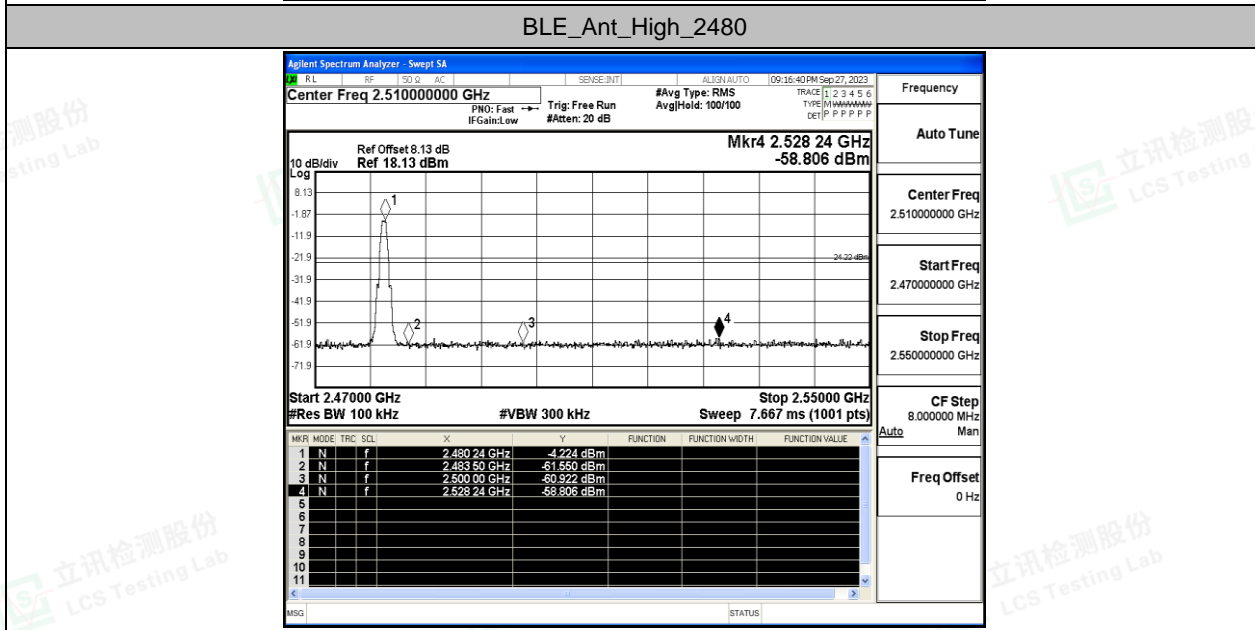 BLE_Ant_High_2480
Agilent Spectrum Analyzer - Swept SA
RL RF 50 Ω AC SENSE:INT ALIGN AUTO 09:16:40 PM Sep 27, 2023
Center Freq 2.510000000 GHz
PNO: Fast
IFGain:Low
Trig: Free Run
#Atten: 20 dB
#Avg Type: RMS
Avg|Hold: 100/100
TRACE 1 2 3 4 5 6
TYPE M
DET P P P P P P
Frequency
Auto Tune
Center Freq
2.510000000 GHz
Start Freq
2.470000000 GHz
Stop Freq
2.550000000 GHz
CF Step
8.000000 MHz
Auto Man
Freq Offset
0 Hz
Mkr4 2.528 24 GHz
-58.806 dBm
Ref Offset 8.13 dB
10 dB/div Ref 18.13 dBm
Log
8.13
-1.87
-11.9
-21.9
-31.9
-41.9
-51.9
-61.9
-71.9
1
2
3
4
24.22 dBm
Start 2.47000 GHz Stop 2.55000 GHz
#Res BW 100 kHz #VBW 300 kHz Sweep 7.667 ms (1001 pts)
MKR MODE TRC SCL X Y FUNCTION FUNCTION WIDTH FUNCTION VALUE
1 N f 2.480 24 GHz -4.224 dBm
2 N f 2.483 50 GHz -61.550 dBm
3 N f 2.500 00 GHz -60.922 dBm
4 N f 2.528 24 GHz -58.806 dBm
5
6
7
8
9
10
11
MSG STATUS
立讯检测股份
LCS Testing Lab
立讯检测股份
LCS Testing Lab